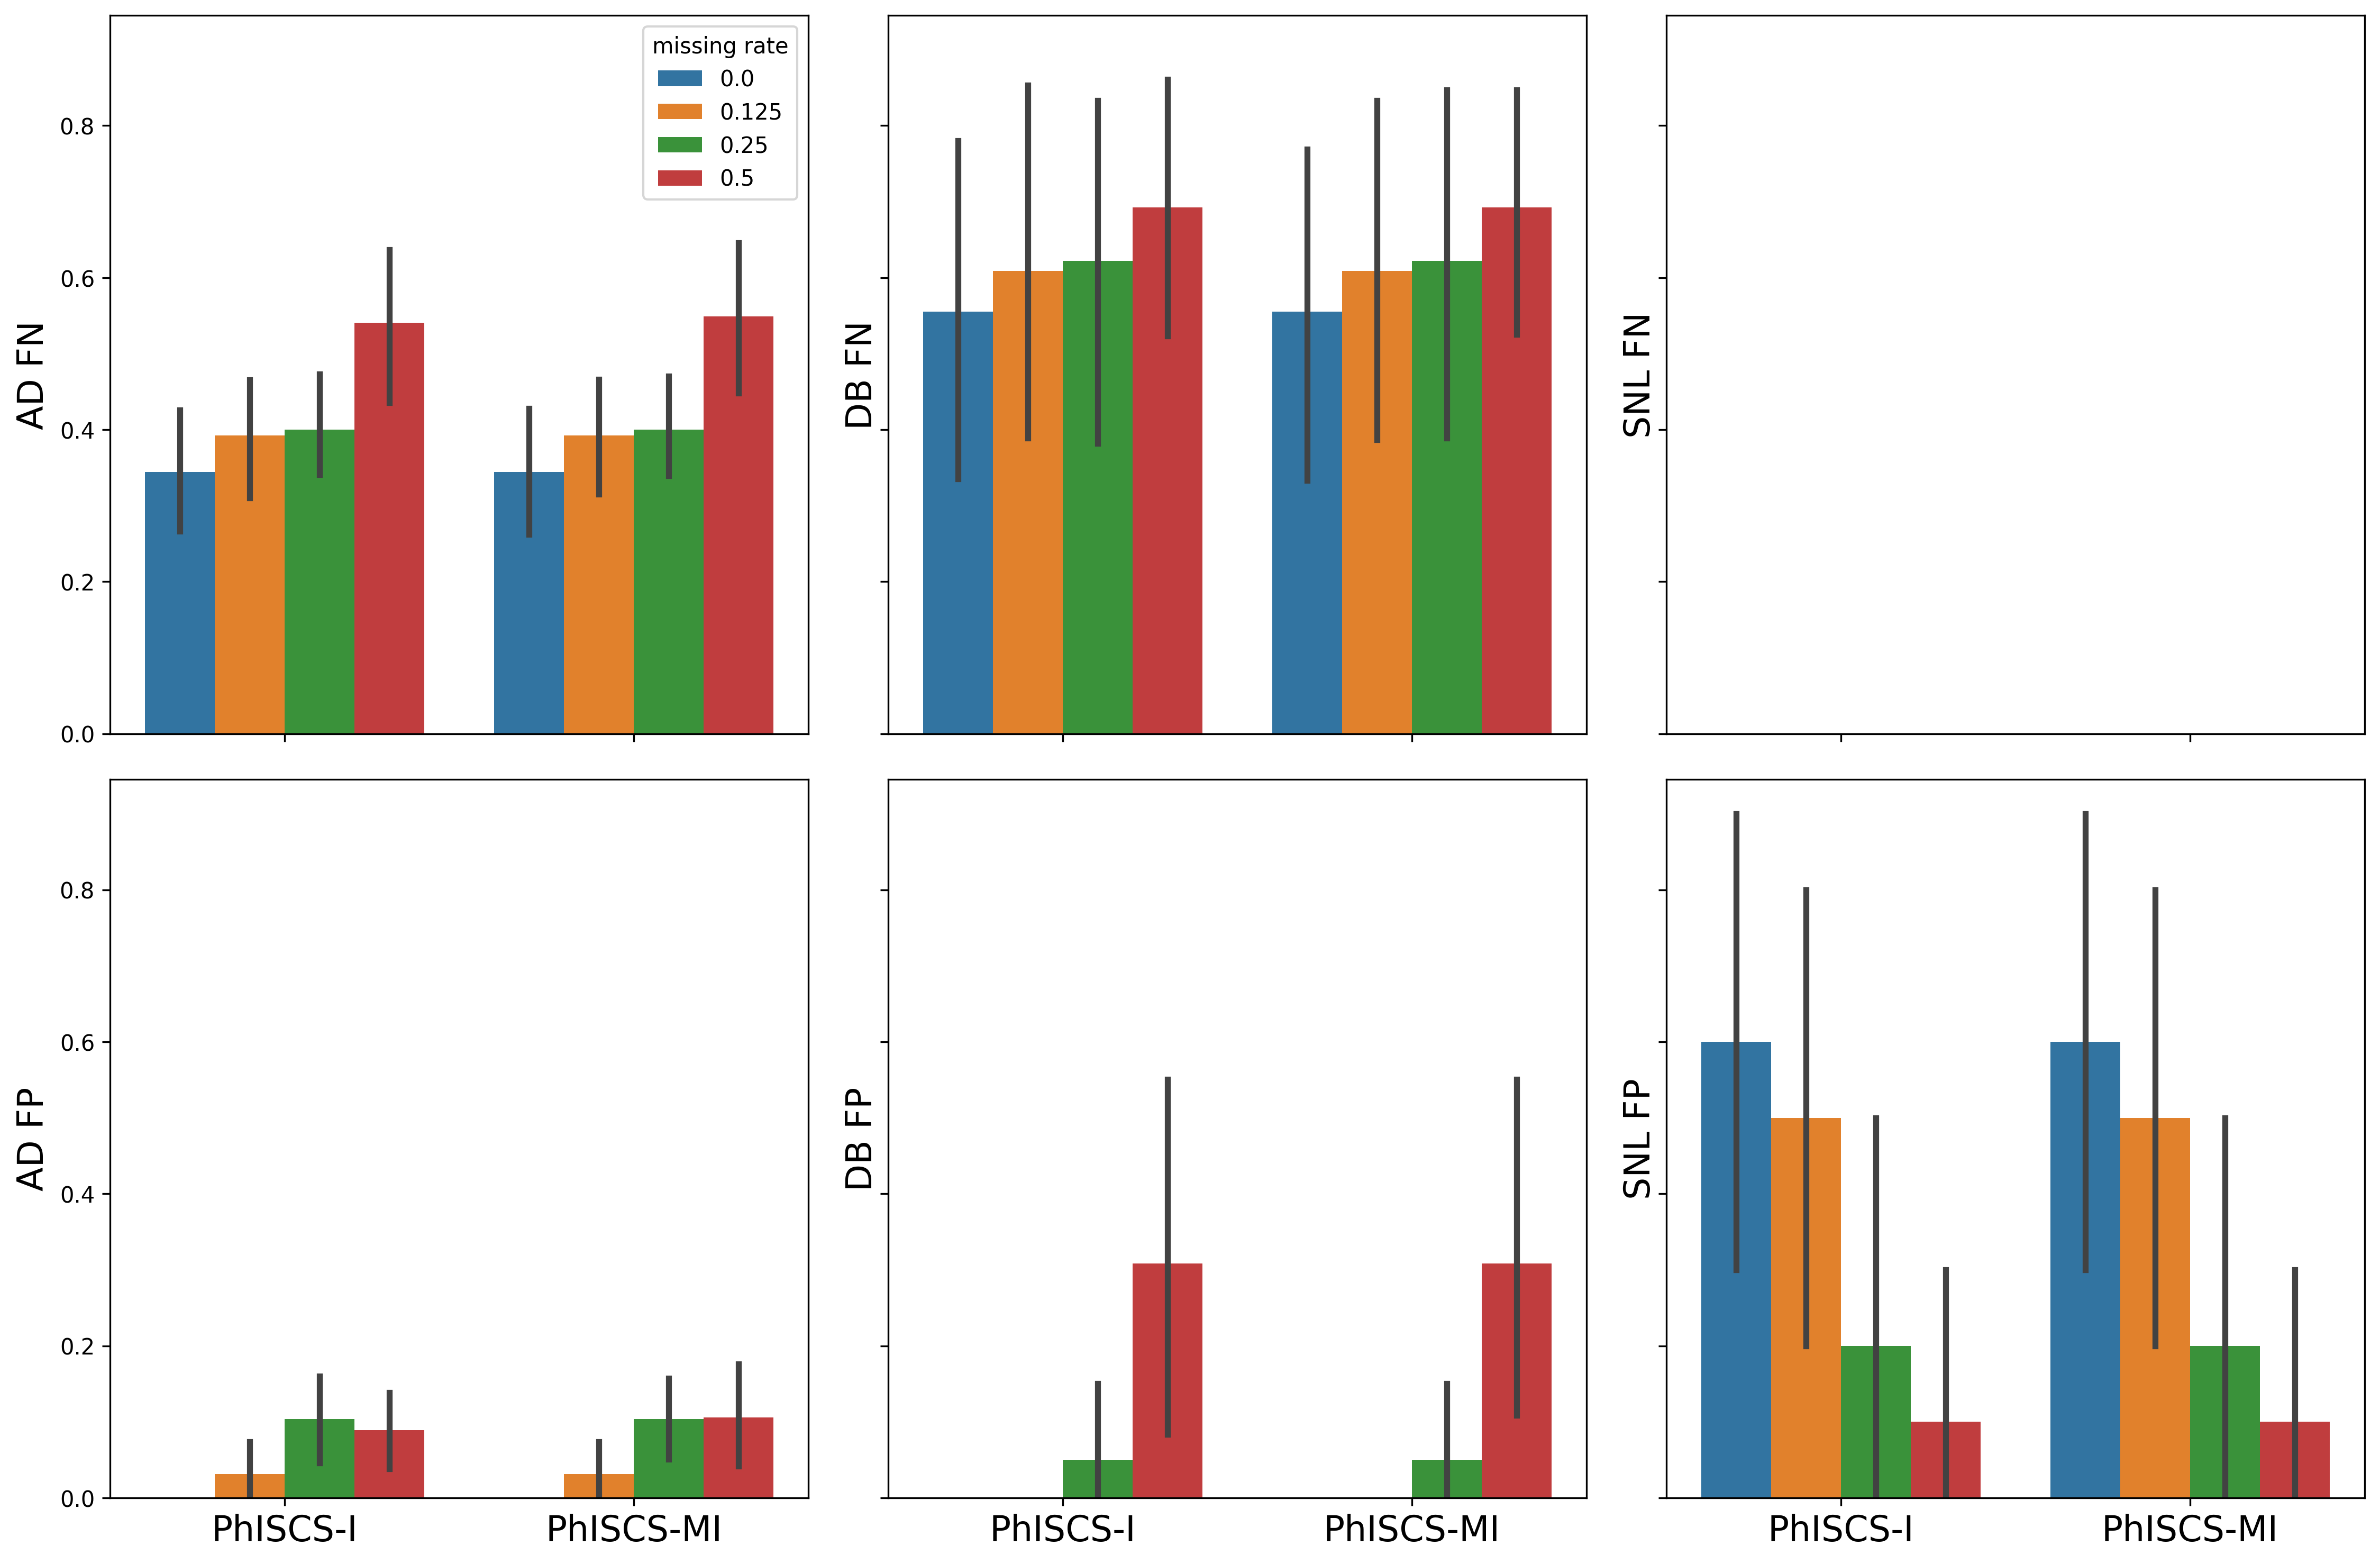 missing rate
0.0
0.125
0.25
0.5
AD FN
0.8
0.6
0.4
0.2
0.0
DB FN
SNL FN
AD FP
0.8
0.6
0.4
0.2
0.0
PhISCS-I
PhISCS-MI
DB FP
PhISCS-I
PhISCS-MI
SNL FP
PhISCS-I
PhISCS-MI